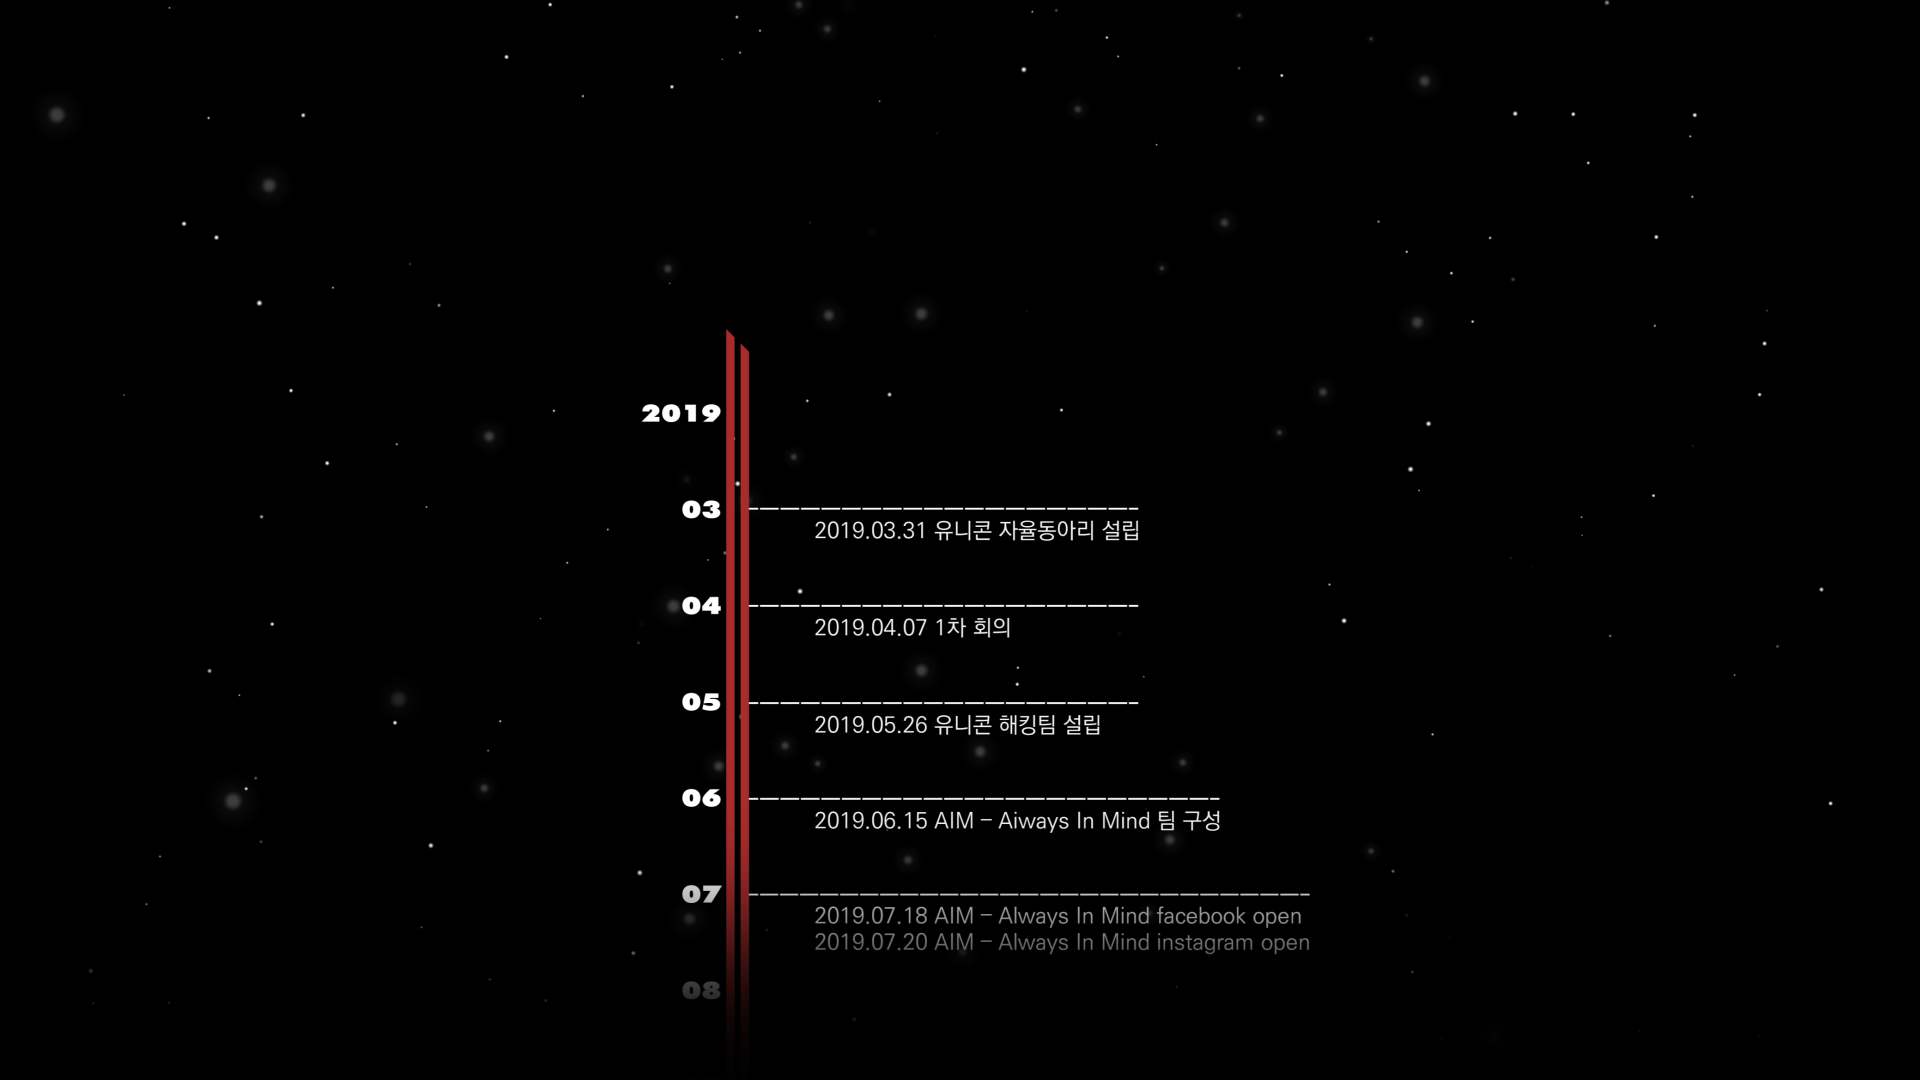 2019
03
2019.03.31 유니콘 자율동아리 설립
04
2019.04.07 1차 회의
05
2019.05.26 유니콘 해킹팀 설립
06
2019.06.15 AIM - Aiways In Mind 팀 구성
07
2019.07.18 AIM - Always In Mind facebook open
2019.07.20 AIM - Always In Mind instagram open
08